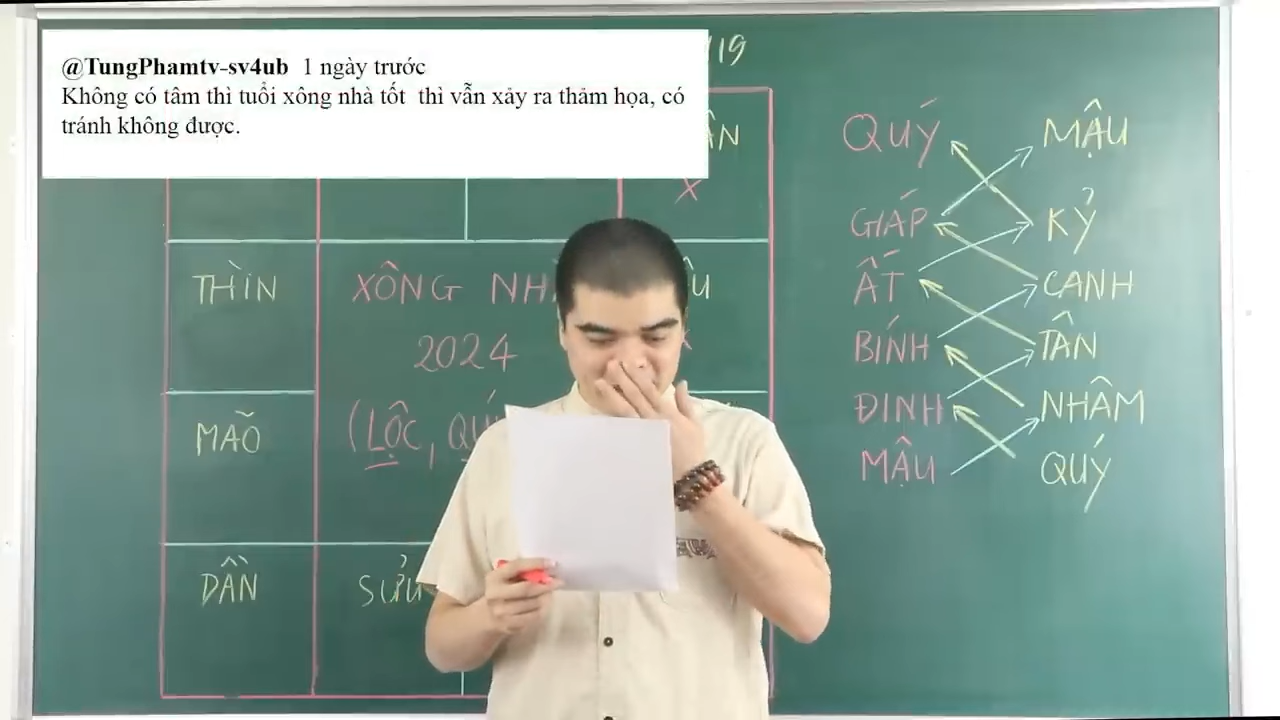 @TungPhamtv-sv4ub 1 ngày trước
Không có tâm thì tuổi xông nhà tốt thì vẫn xảy ra thảm họa, có
tránh không được.
/19
THÌN
XÔNG NH
2024
MÃO
(LỘC, QUÝ
DẦN
SỬU
QUÝ MẬU
GIÁP KỶ
ẤT CANH
BÍNH TÂN
ĐINH NHÂM
MẬU QUÝ